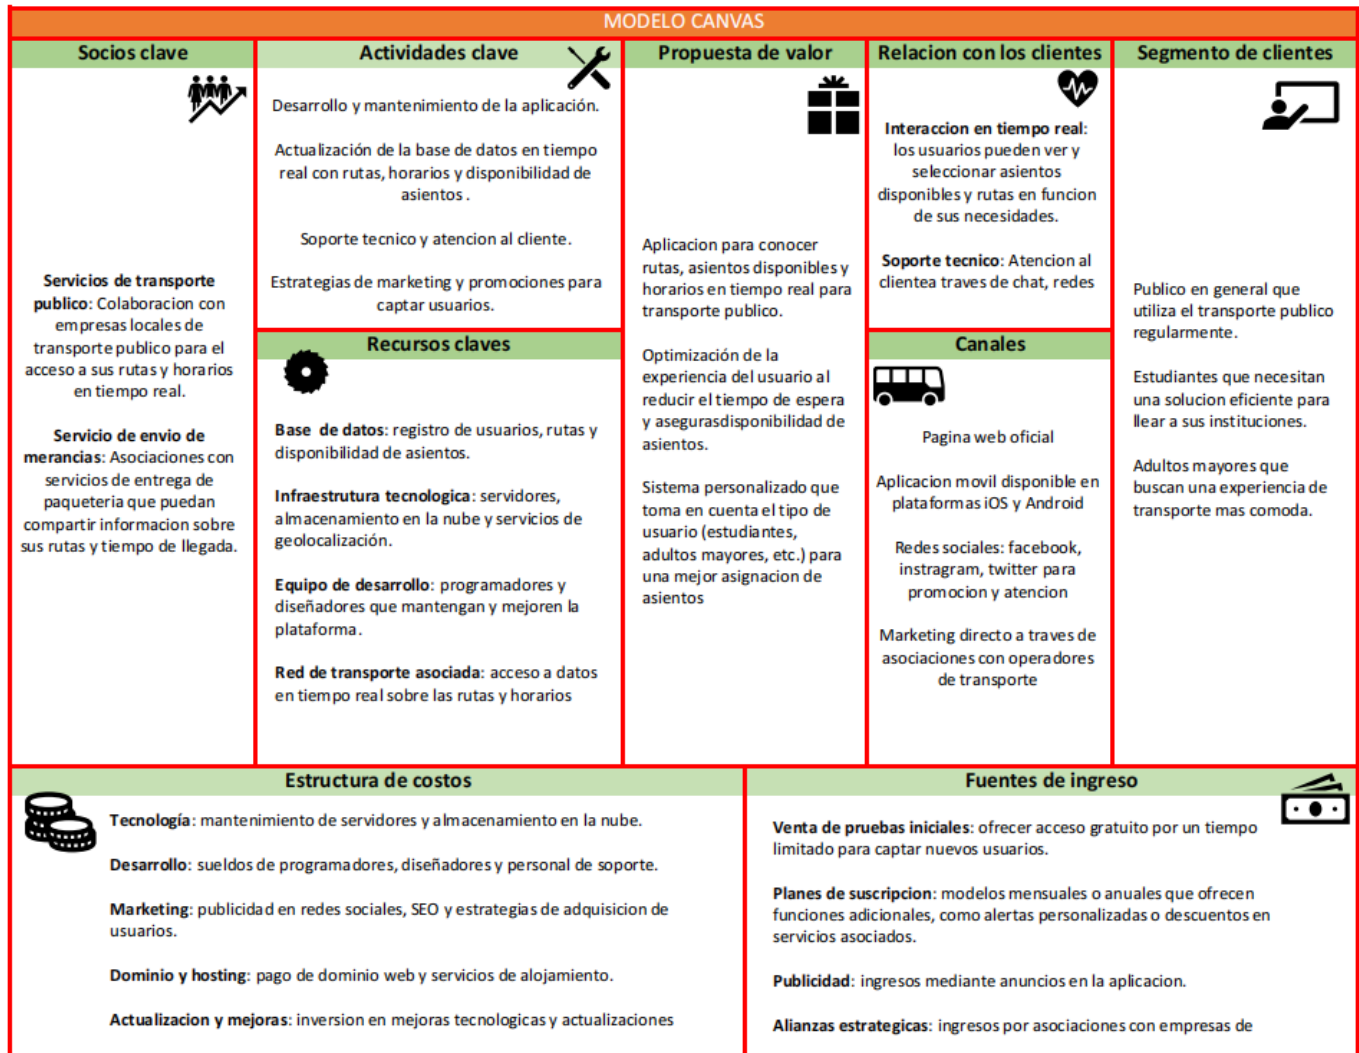 MODELO CANVAS
Socios clave
Servicios de transporte
publico: Colaboracion con
empresas locales de
transporte publico para el
acceso a sus rutas y horarios
en tiempo real.
Servicio de envio de
merancias: Asociaciones con
servicios de entrega de
paqueteria que puedan
compartir informacion sobre
sus rutas y tiempo de llegada.
Actividades clave
Desarrollo y mantenimiento de la aplicación.
Actualización de la base de datos en tiempo
real con rutas, horarios y disponibilidad de
asientos .
Soporte tecnico y atencion al cliente.
Estrategias de marketing y promociones para
captar usuarios.
Recursos claves
Base de datos: registro de usuarios, rutas y
disponibilidad de asientos.
Infraestrutura tecnologica: servidores,
almacenamiento en la nube y servicios de
geolocalización.
Equipo de desarrollo: programadores y
diseñadores que mantengan y mejoren la
plataforma.
Red de transporte asociada: acceso a datos
en tiempo real sobre las rutas y horarios
Propuesta de valor
Aplicacion para conocer
rutas, asientos disponibles y
horarios en tiempo real para
transporte publico.
Optimización de la
experiencia del usuario al
reducir el tiempo de espera
y asegurasdisponibilidad de
asientos.
Sistema personalizado que
toma en cuenta el tipo de
usuario (estudiantes,
adultos mayores, etc.) para
una mejor asignacion de
asientos
Relacion con los clientes
Interaccion en tiempo real:
los usuarios pueden ver y
seleccionar asientos
disponibles y rutas en funcion
de sus necesidades.
Soporte tecnico: Atencion al
clientea traves de chat, redes
Canales
Pagina web oficial
Aplicacion movil disponible en
plataformas iOS y Android
Redes sociales: facebook,
instragram, twitter para
promocion y atencion
Marketing directo a traves de
asociaciones con operadores
de transporte
Segmento de clientes
Publico en general que
utiliza el transporte publico
regularmente.
Estudiantes que necesitan
una solucion eficiente para
llear a sus instituciones.
Adultos mayores que
buscan una experiencia de
transporte mas comoda.
Estructura de costos
Tecnología: mantenimiento de servidores y almacenamiento en la nube.
Desarrollo: sueldos de programadores, diseñadores y personal de soporte.
Marketing: publicidad en redes sociales, SEO y estrategias de adquisicion de
usuarios.
Dominio y hosting: pago de dominio web y servicios de alojamiento.
Actualizacion y mejoras: inversion en mejoras tecnologicas y actualizaciones
Fuentes de ingreso
Venta de pruebas iniciales: ofrecer acceso gratuito por un tiempo
limitado para captar nuevos usuarios.
Planes de suscripcion: modelos mensuales o anuales que ofrecen
funciones adicionales, como alertas personalizadas o descuentos en
servicios asociados.
Publicidad: ingresos mediante anuncios en la aplicacion.
Alianzas estrategicas: ingresos por asociaciones con empresas de